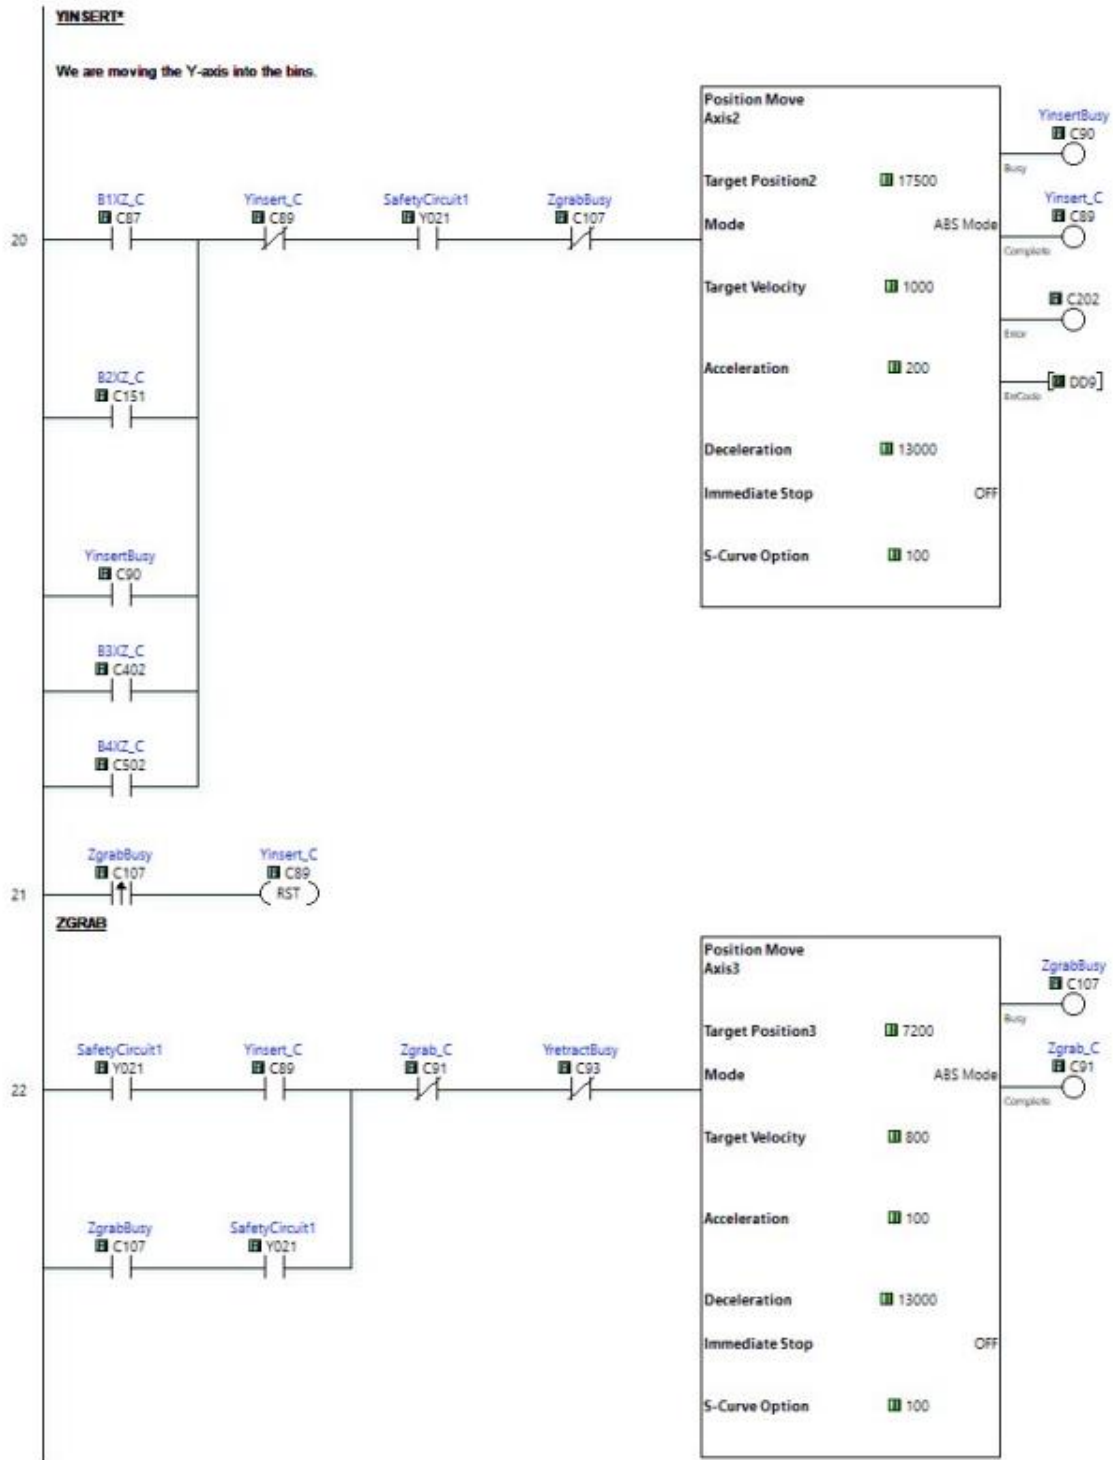 YINSERT*
We are moving the Y-axis into the bins.
Position Move
Axis2
YinsertBusy
C90
Busy
Target Position2 17500
B1XZ_C Yinsert_C SafetyCircuit1 ZgrabBusy
C87 C89 Y021 C107
Yinsert_C
C89
20
Mode ABS Mode
Complete
Target Velocity 1000
C202
Error
Acceleration 200
B2XZ_C
C151
[DD9]
ErrCode
Deceleration 13000
Immediate Stop OFF
YinsertBusy
C90
S-Curve Option 100
B3XZ_C
C402
B4XZ_C
C502
ZgrabBusy Yinsert_C
C107 C89
21
RST
ZGRAB
Position Move
Axis3
ZgrabBusy
C107
Busy
Target Position3 7200
SafetyCircuit1 Yinsert_C Zgrab_C YretractBusy
Y021 C89 C91 C93
Zgrab_C
C91
22
Mode ABS Mode
Complete
Target Velocity 800
ZgrabBusy SafetyCircuit1
C107 Y021
Acceleration 100
Deceleration 13000
Immediate Stop OFF
S-Curve Option 100